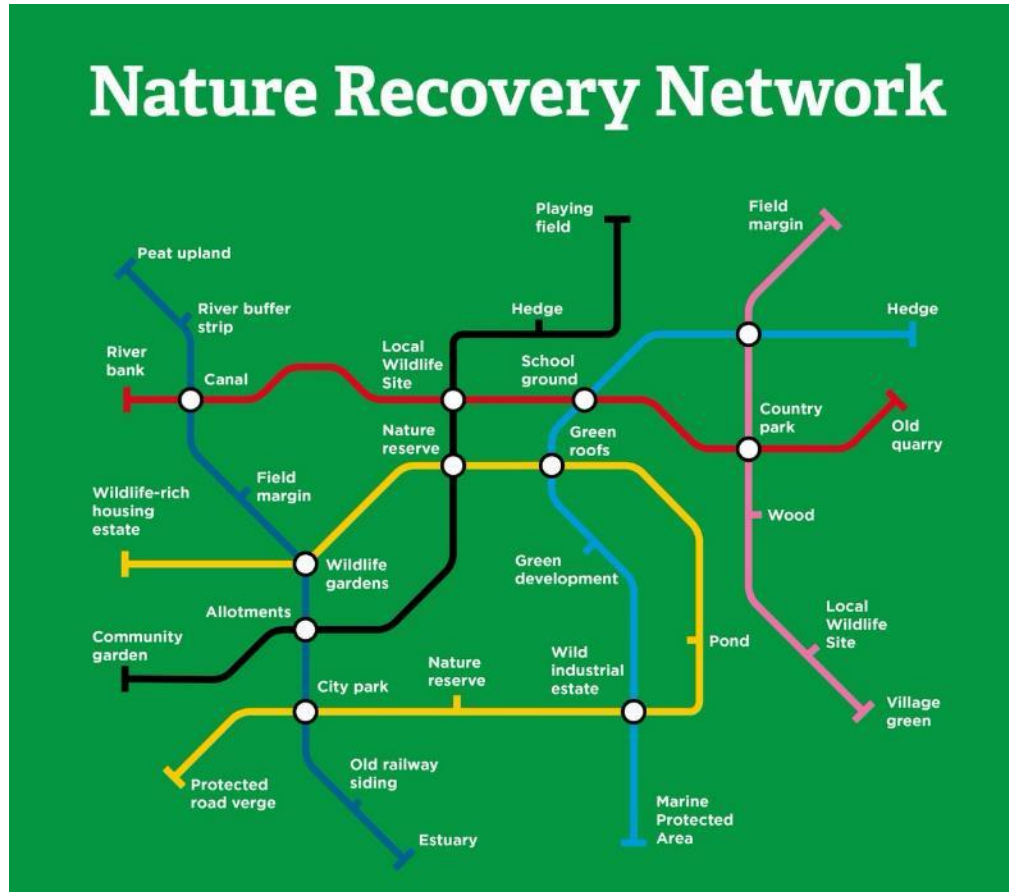 Nature Recovery Network
Playing
field
Field
margin
Peat upland
River buffer
strip
Hedge
Hedge
River
bank
Canal
Local
Wildlife
Site
School
ground
Country
park
Old
quarry
Nature
reserve
Green
roofs
Wildlife-rich
housing
estate
Field
margin
Wood
Wildlife
gardens
Green
development
Allotments
Local
Wildlife
Site
Community
garden
Nature
reserve
Wild
industrial
estate
Pond
City park
Village
green
Protected
road verge
Old railway
siding
Marine
Protected
Area
Estuary